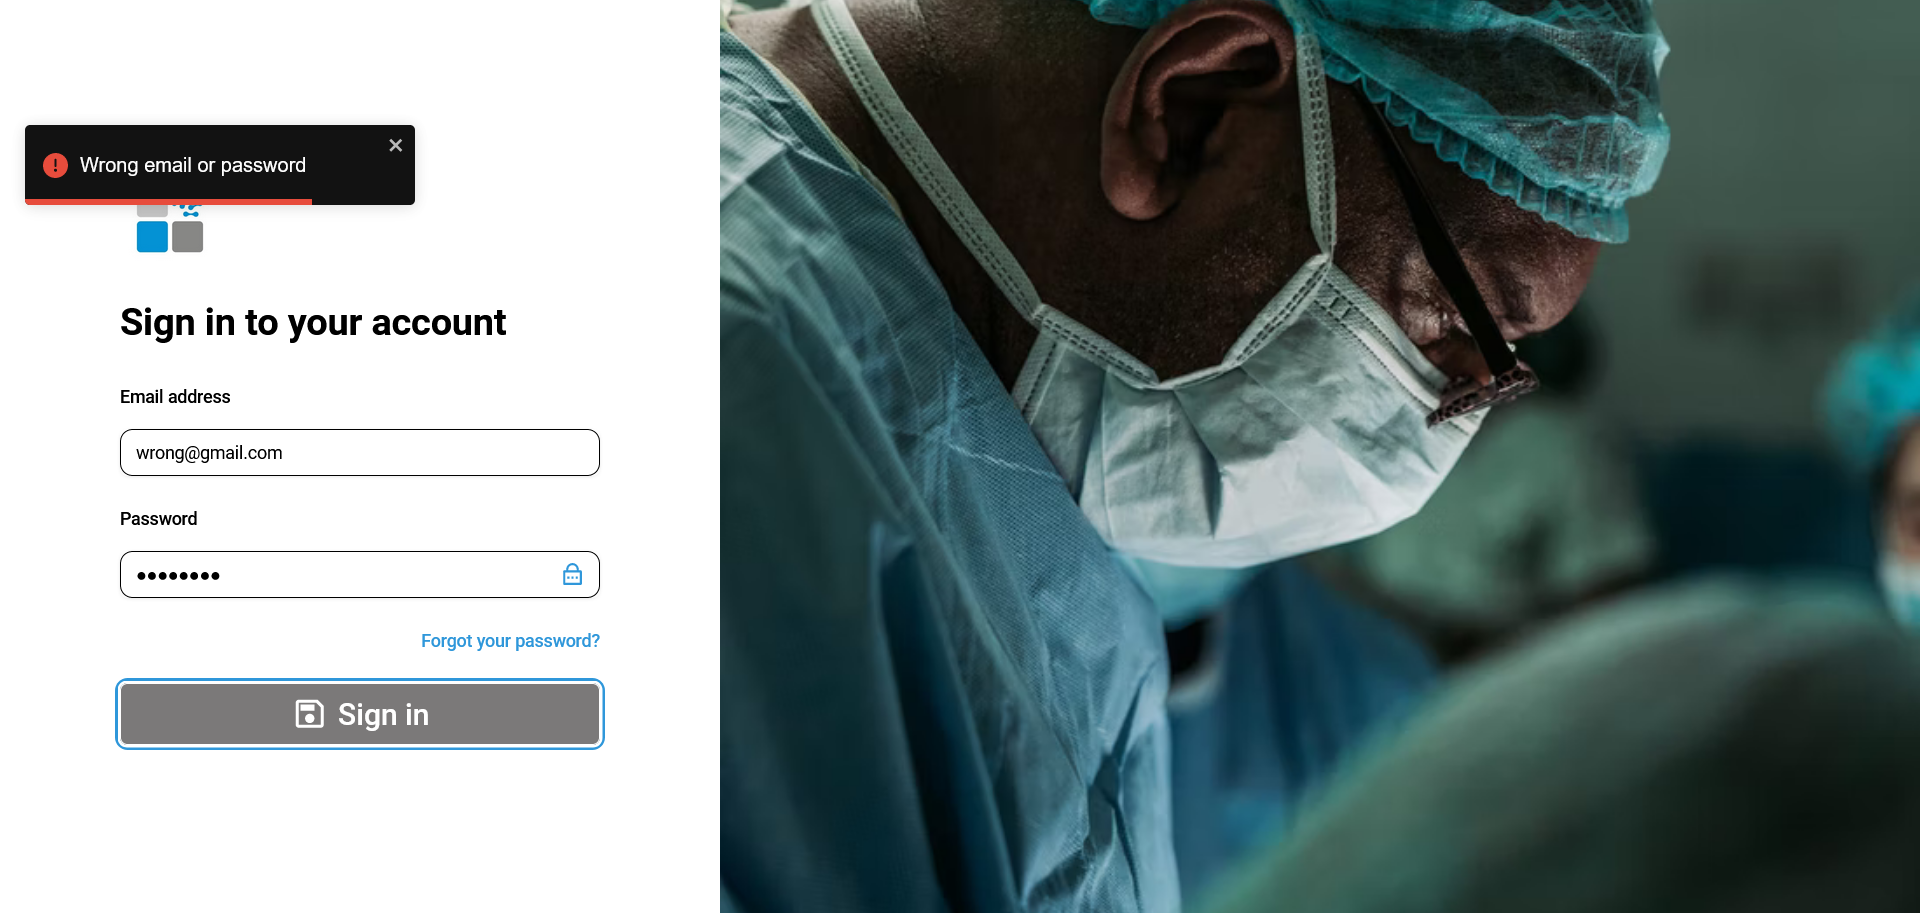 Wrong email or password
Sign in to your account
Email address
wrong@gmail.com
Password
Forgot your password?
Sign in